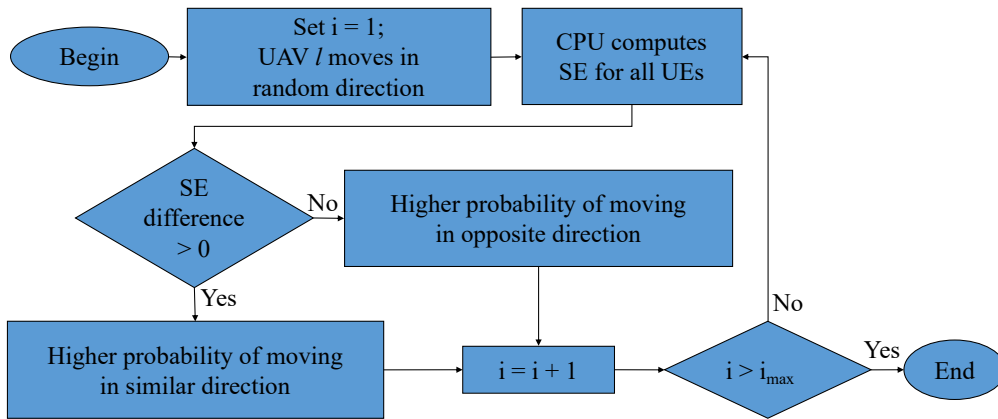 Begin
Set i = 1;
UAV l moves in
random direction
CPU computes
SE for all UEs
SE
difference
> 0
No
Higher probability of moving
in opposite direction
Yes
Higher probability of moving
in similar direction
i = i + 1
No
i > imax
Yes
End